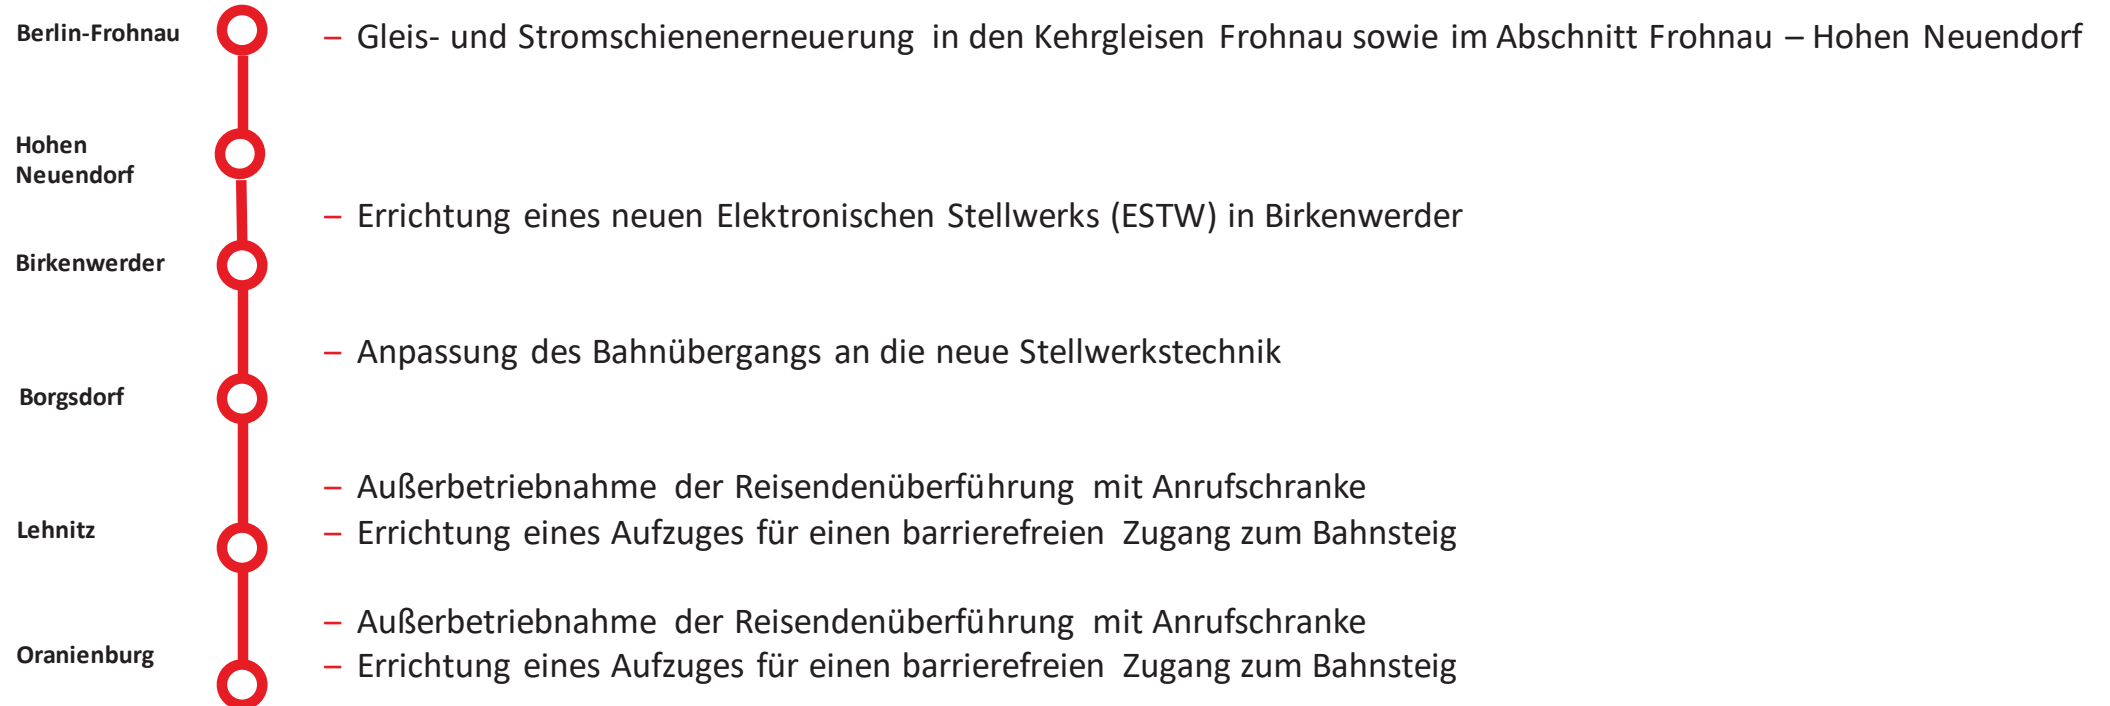 Berlin-Frohnau
– Gleis- und Stromschienenerneuerung in den Kehrgleisen Frohnau sowie im Abschnitt Frohnau – Hohen Neuendorf
Hohen
Neuendorf
– Errichtung eines neuen Elektronischen Stellwerks (ESTW) in Birkenwerder
Birkenwerder
– Anpassung des Bahnübergangs an die neue Stellwerkstechnik
Borgsdorf
– Außerbetriebnahme der Reisendenüberführung mit Anrufschranke
Lehnitz
– Errichtung eines Aufzuges für einen barrierefreien Zugang zum Bahnsteig
– Außerbetriebnahme der Reisendenüberführung mit Anrufschranke
Oranienburg
– Errichtung eines Aufzuges für einen barrierefreien Zugang zum Bahnsteig